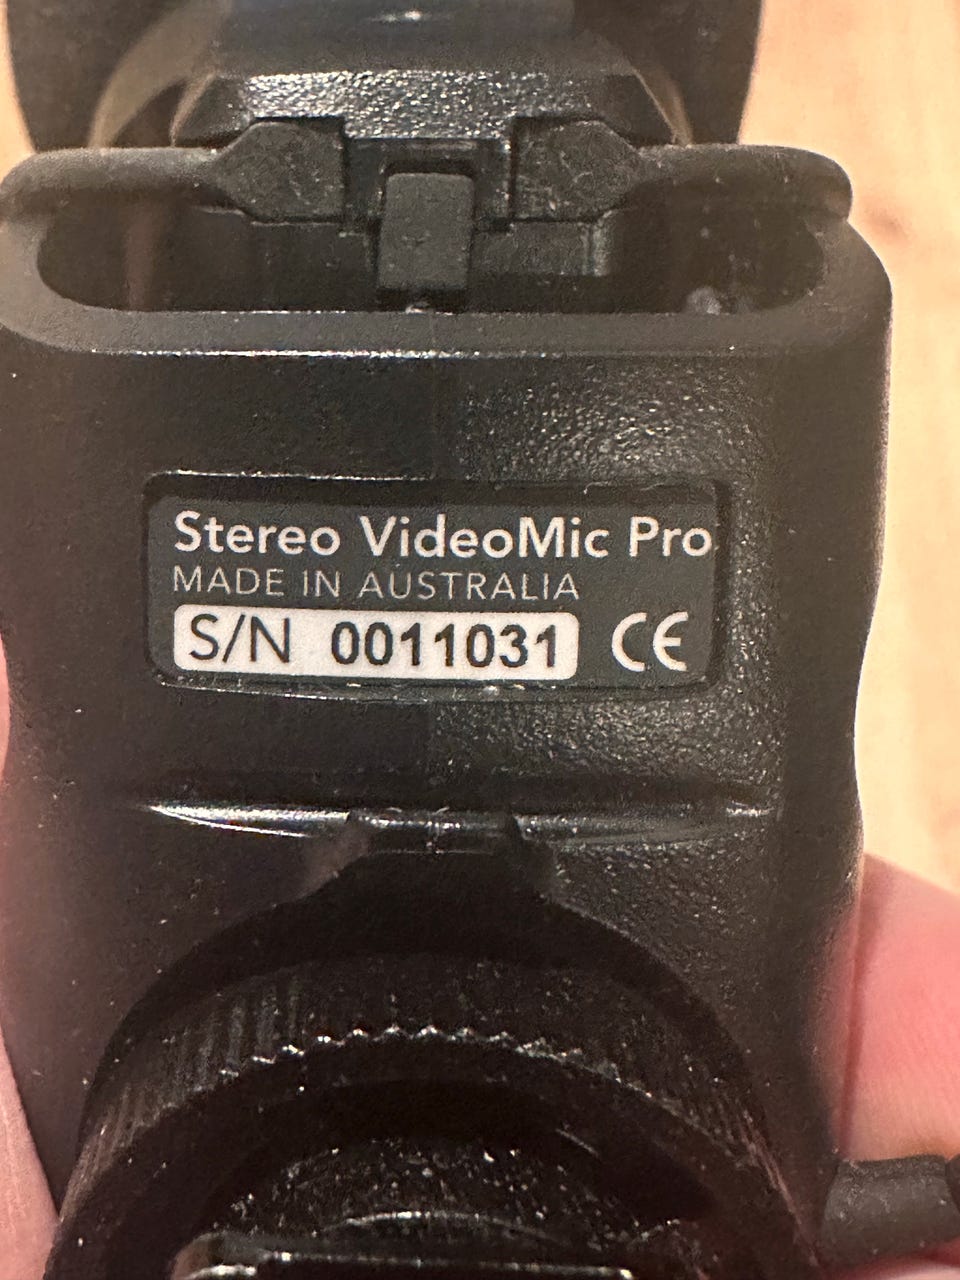 Stereo VideoMic Pro
MADE IN AUSTRALIA
S/N 0011031 CE